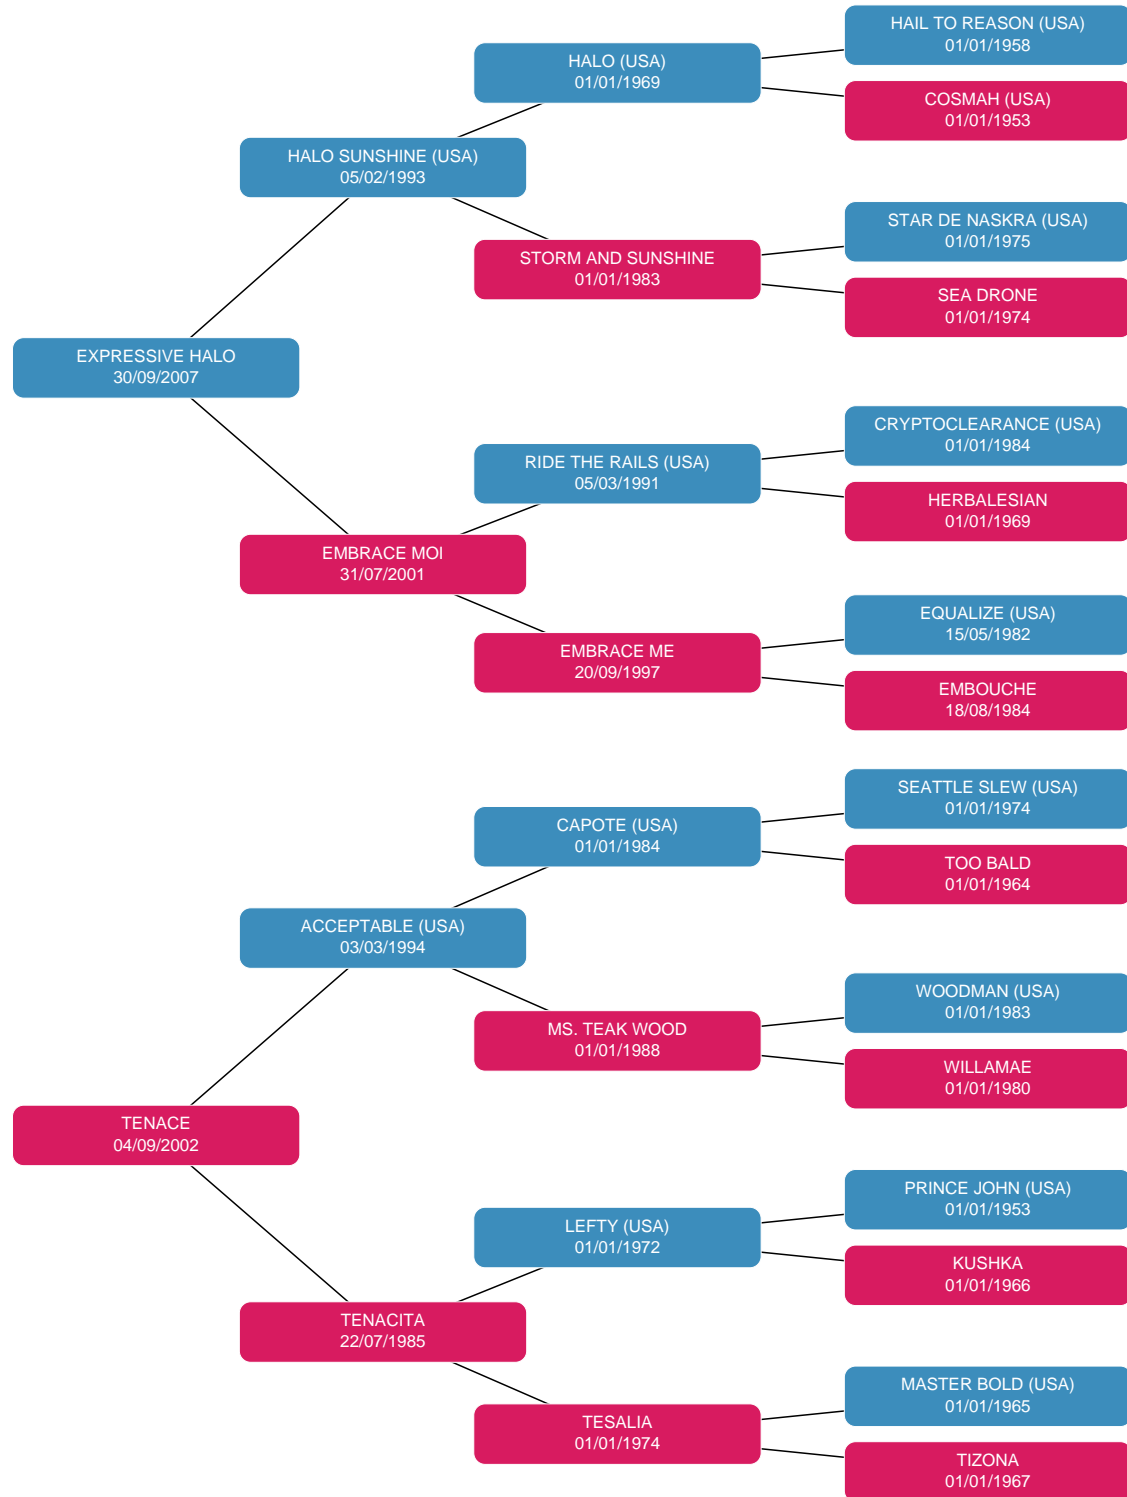 HAIL TO REASON (USA)
01/01/1958
HALO (USA)
01/01/1969
COSMAH (USA)
01/01/1953
HALO SUNSHINE (USA)
05/02/1993
STAR DE NASKRA (USA)
01/01/1975
STORM AND SUNSHINE
01/01/1983
SEA DRONE
01/01/1974
EXPRESSIVE HALO
30/09/2007
CRYPTOCLEARANCE (USA)
01/01/1984
RIDE THE RAILS (USA)
05/03/1991
HERBALESIAN
01/01/1969
EMBRACE MOI
31/07/2001
EQUALIZE (USA)
15/05/1982
EMBRACE ME
20/09/1997
EMBOUCHE
18/08/1984
SEATTLE SLEW (USA)
01/01/1974
CAPOTE (USA)
01/01/1984
TOO BALD
01/01/1964
ACCEPTABLE (USA)
03/03/1994
WOODMAN (USA)
01/01/1983
MS. TEAK WOOD
01/01/1988
WILLAMAE
01/01/1980
TENACE
04/09/2002
PRINCE JOHN (USA)
01/01/1953
LEFTY (USA)
01/01/1972
KUSHKA
01/01/1966
TENACITA
22/07/1985
MASTER BOLD (USA)
01/01/1965
TESALIA
01/01/1974
TIZONA
01/01/1967